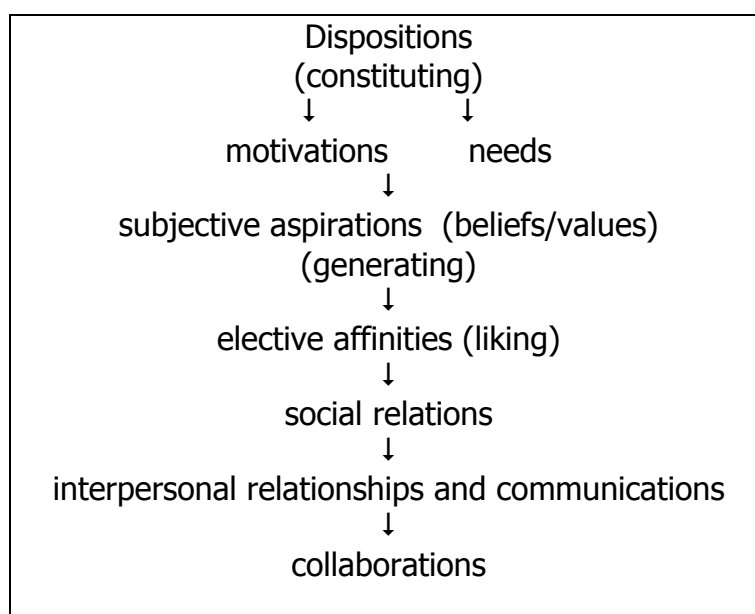 Dispositions
(constituting)
↓ ↓
motivations needs
↓
subjective aspirations (beliefs/values)
(generating)
↓
elective affinities (liking)
↓
social relations
↓
interpersonal relationships and communications
↓
collaborations